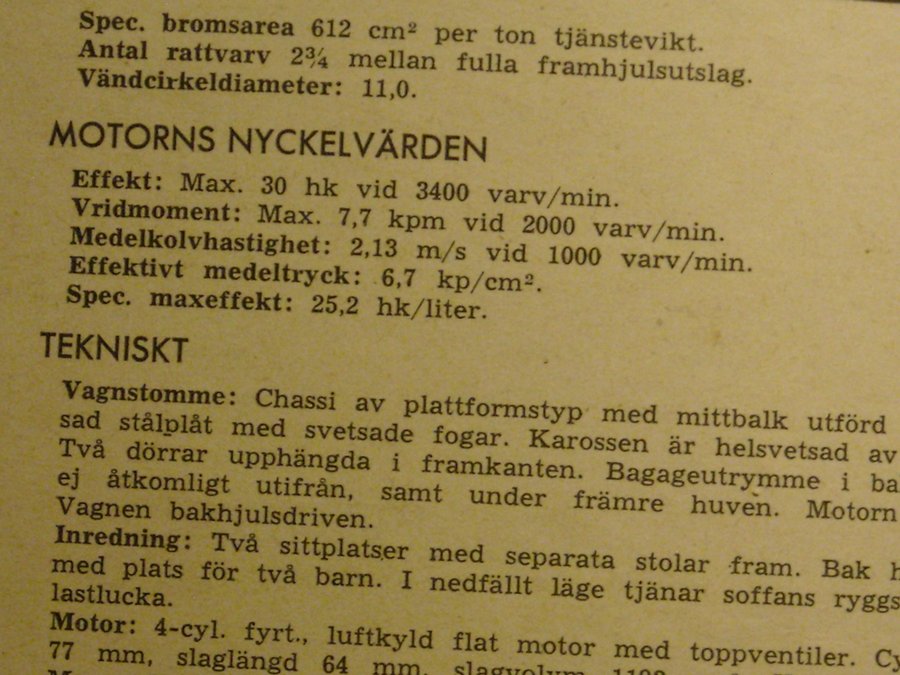 Spec. bromsarea 612 cm² per ton tjänstevikt.
Antal rattvarv 2¾ mellan fulla framhjulsutslag.
Vändcirkeldiameter: 11,0.
MOTORNS NYCKELVÄRDEN
Effekt: Max. 30 hk vid 3400 varv/min.
Vridmoment: Max. 7,7 kpm vid 2000 varv/min.
Medelkolvhastighet: 2,13 m/s vid 1000 varv/min.
Effektivt medeltryck: 6,7 kp/cm².
Spec. maxeffekt: 25,2 hk/liter.
TEKNISKT
Vagnstomme: Chassi av plattformstyp med mittbalk utförd
sad stålplåt med svetsade fogar. Karossen är helsvetsad av
Två dörrar upphängda i framkanten. Bagageutrymme i ba
ej åtkomligt utifrån, samt under främre huven. Motorn
Vagnen bakhjulsdriven.
Inredning: Två sittplatser med separata stolar fram. Bak h
med plats för två barn. I nedfällt läge tjänar soffans ryggs
lastlucka.
Motor: 4-cyl. fyrt., luftkyld flat motor med toppventiler. Cy
77 mm, slaglängd 64 mm, slagvolym